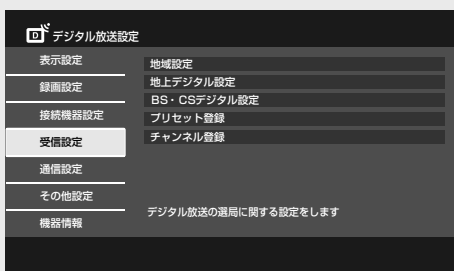 デジタル放送設定
表示設定
録画設定
接続機器設定
受信設定
通信設定
その他設定
機器情報
地域設定
地上デジタル設定
BS・CSデジタル設定
プリセット登録
チャンネル登録
デジタル放送の選局に関する設定をします